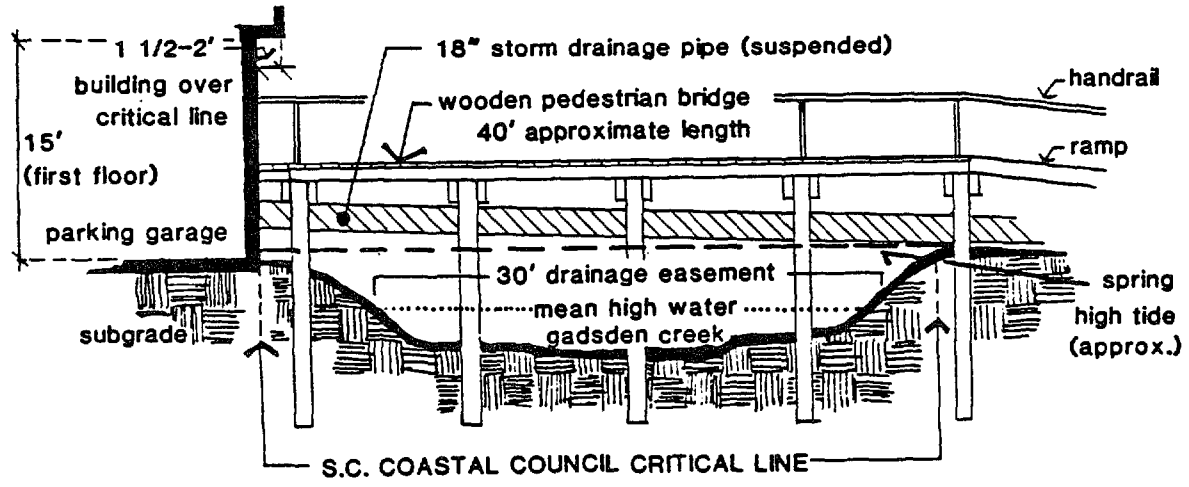 1 1/2-2'
building over
critical line
15'
(first floor)
parking garage
subgrade
18" storm drainage pipe (suspended)
wooden pedestrian bridge
40' approximate length
handrail
ramp
30' drainage easement
mean high water
gadsden creek
spring
high tide
(approx.)
S.C. COASTAL COUNCIL CRITICAL LINE